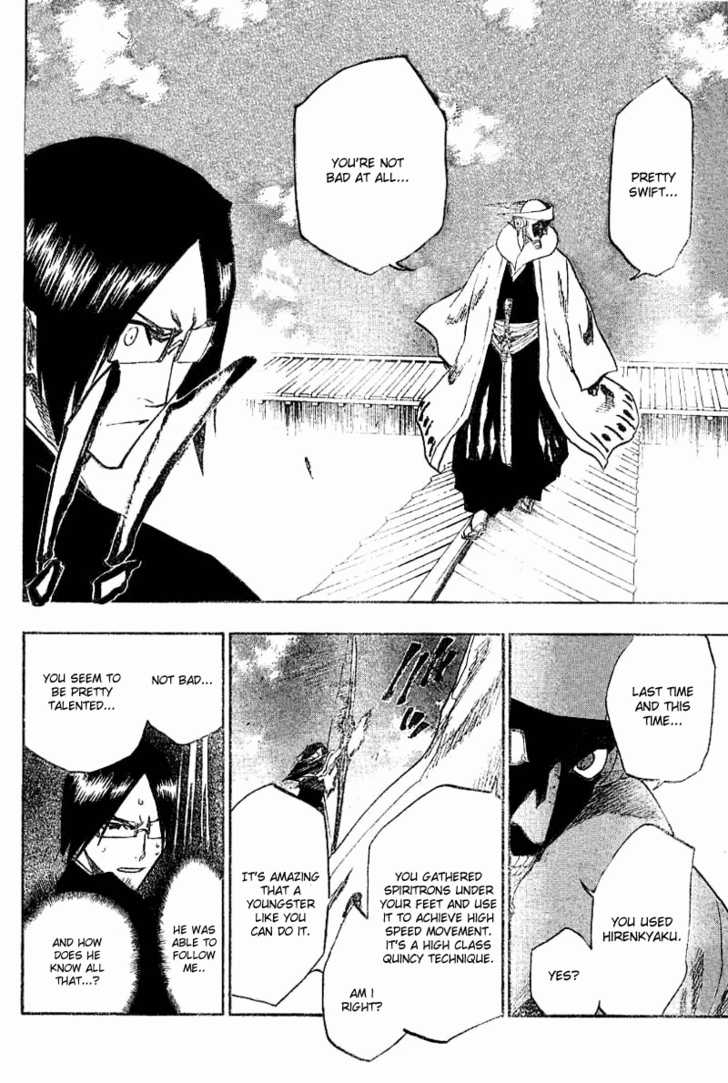 PRETTY
SWIFT...
YOU'RE NOT
BAD AT ALL...
LAST TIME
AND THIS
TIME...
YOU USED
HIRENKYAKU.
YES?
YOU GATHERED
SPIRITRONS UNDER
YOUR FEET AND USE
IT TO ACHIEVE HIGH
SPEED MOVEMENT.
IT'S A HIGH CLASS
QUINCY TECHNIQUE.
AM I
RIGHT?
IT'S AMAZING
THAT A
YOUNGSTER
LIKE YOU
CAN DO IT.
NOT BAD...
YOU SEEM TO
BE PRETTY
TALENTED...
HE WAS
ABLE TO
FOLLOW
ME..
AND HOW
DOES HE
KNOW ALL
THAT...?